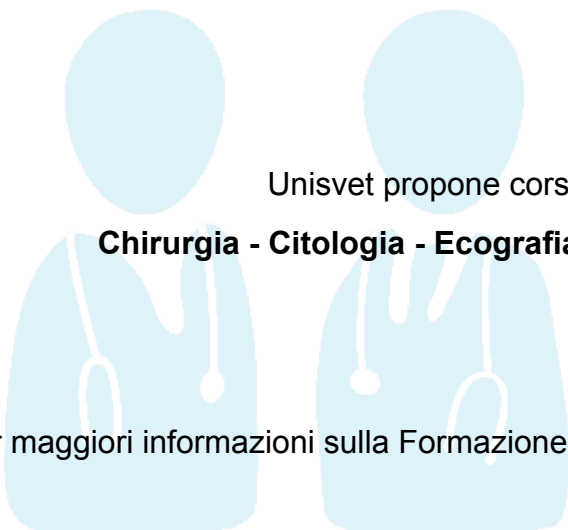 Unisvet propone cors
Chirurgia - Citologia - Ecografia
r maggiori informazioni sulla Formazione